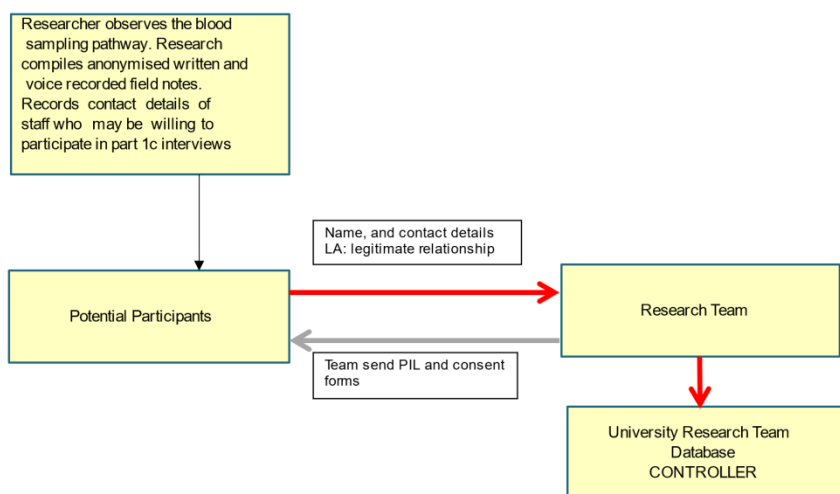 Researcher observes the blood
sampling pathway. Research
compiles anonymised written and
voice recorded field notes.
Records contact details of
staff who may be willing to
participate in part 1c interviews
Name, and contact details
LA: legitimate relationship
Potential Participants
Research Team
Team send PIL and consent
forms
University Research Team
Database
CONTROLLER